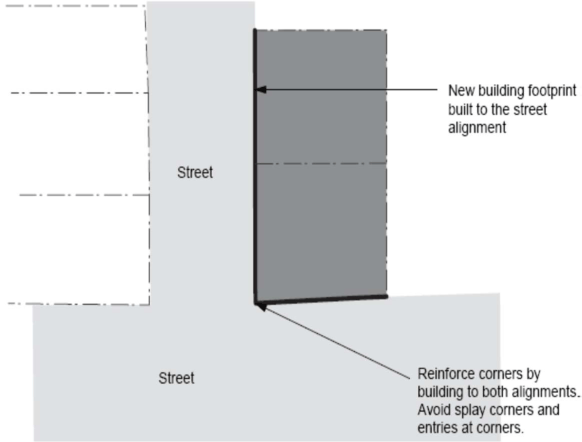 New building footprint
built to the street
alignment
Street
Street
Reinforce corners by
building to both alignments.
Avoid splay corners and
entries at corners.